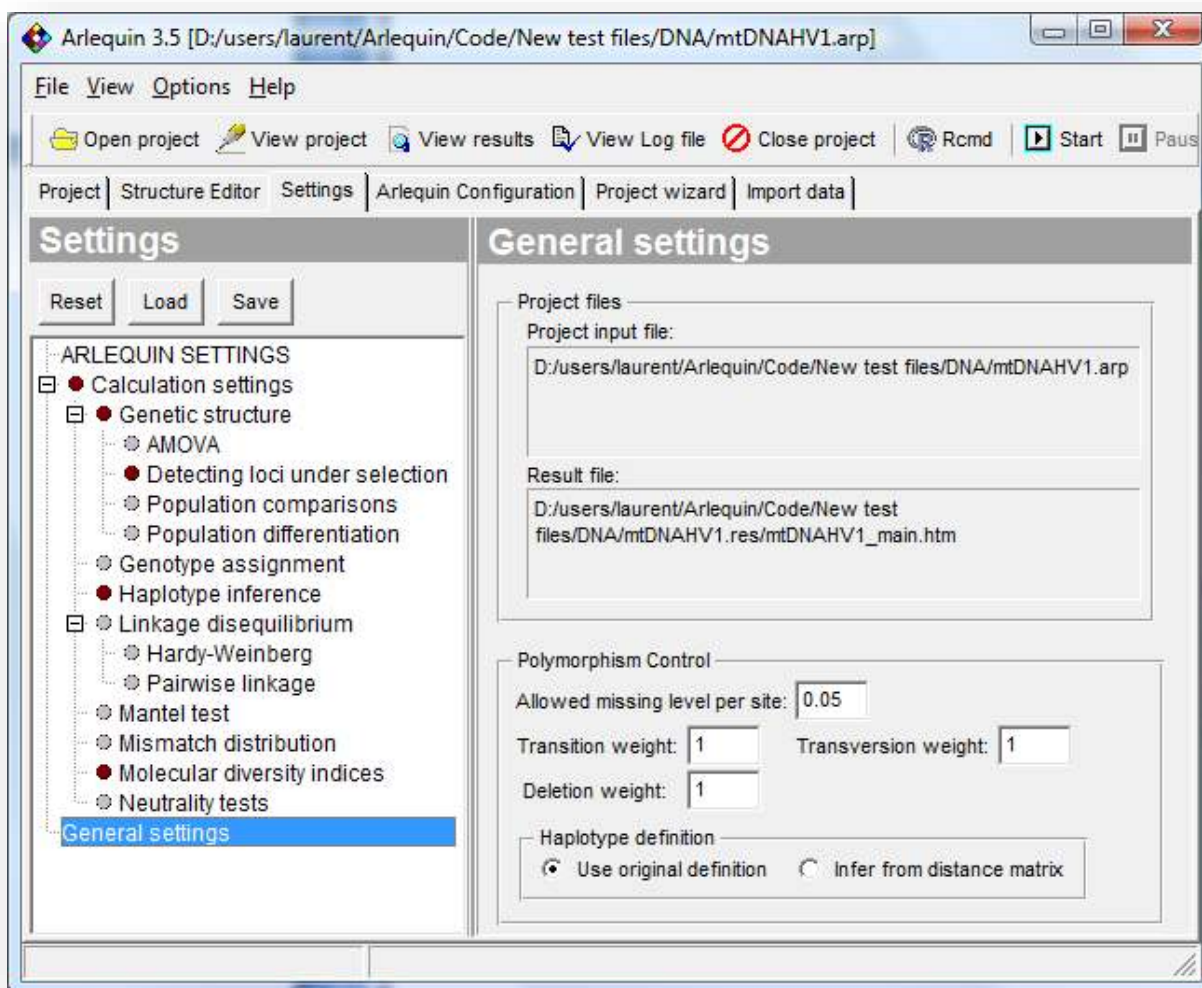 Arlequin 3.5 [D:/users/laurent/Arlequin/Code/New test files/DNA/mtDNAHV1.arp]
File View Options Help
Open project View project View results View Log file Close project Rcmd Start Paus
Project Structure Editor Settings Arlequin Configuration Project wizard Import data
Settings
Reset Load Save
ARLEQUIN SETTINGS
Calculation settings
Genetic structure
AMOVA
Detecting loci under selection
Population comparisons
Population differentiation
Genotype assignment
Haplotype inference
Linkage disequilibrium
Hardy-Weinberg
Pairwise linkage
Mantel test
Mismatch distribution
Molecular diversity indices
Neutrality tests
General settings
General settings
Project files
Project input file:
D:/users/laurent/Arlequin/Code/New test files/DNA/mtDNAHV1.arp
Result file:
D:/users/laurent/Arlequin/Code/New test
files/DNA/mtDNAHV1.res/mtDNAHV1_main.htm
Polymorphism Control
Allowed missing level per site: 0.05
Transition weight: 1 Transversion weight: 1
Deletion weight: 1
Haplotype definition
Use original definition Infer from distance matrix